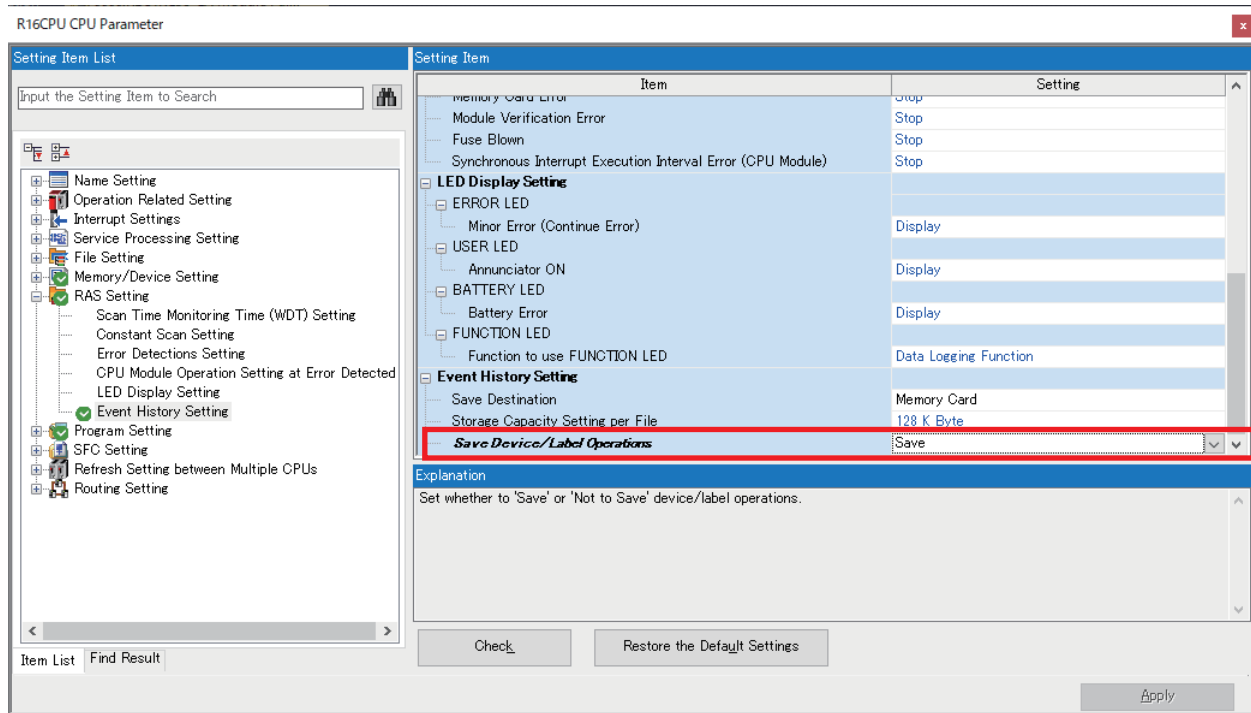 R16CPU CPU Parameter
x
Setting Item List
Input the Setting Item to Search
Name Setting
Operation Related Setting
Interrupt Settings
Service Processing Setting
File Setting
Memory/Device Setting
RAS Setting
Scan Time Monitoring Time (WDT) Setting
Constant Scan Setting
Error Detections Setting
CPU Module Operation Setting at Error Detected
LED Display Setting
Event History Setting
Program Setting
SFC Setting
Refresh Setting between Multiple CPUs
Routing Setting
Item List Find Result
Setting Item
Item Setting
Memory Card Error Stop
Module Verification Error Stop
Fuse Blown Stop
Synchronous Interrupt Execution Interval Error (CPU Module) Stop
LED Display Setting
ERROR LED
Minor Error (Continue Error) Display
USER LED
Annunciator ON Display
BATTERY LED
Battery Error Display
FUNCTION LED
Function to use FUNCTION LED Data Logging Function
Event History Setting
Save Destination Memory Card
Storage Capacity Setting per File 128 K Byte
Save Device/Label Operations Save
Explanation
Set whether to 'Save' or 'Not to Save' device/label operations.
Check Restore the Default Settings
Apply